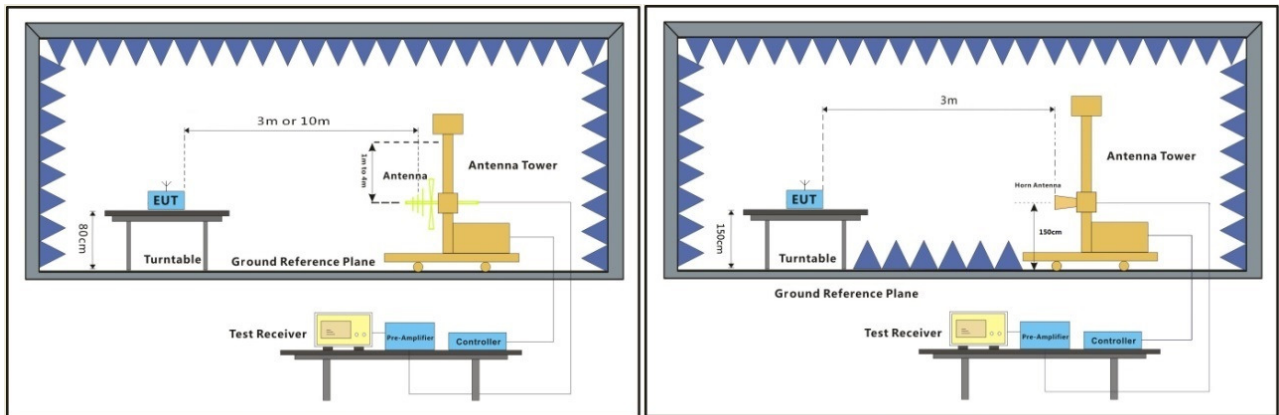 3m or 10m
1m to 4m
Antenna
Antenna Tower
EUT
80cm
Turntable
Ground Reference Plane
Test Receiver
Pre-Amplifier
Controller
3m
Antenna Tower
Horn Antenna
EUT
150cm
150cm
Turntable
Ground Reference Plane
Test Receiver
Pre-Amplifier
Controller